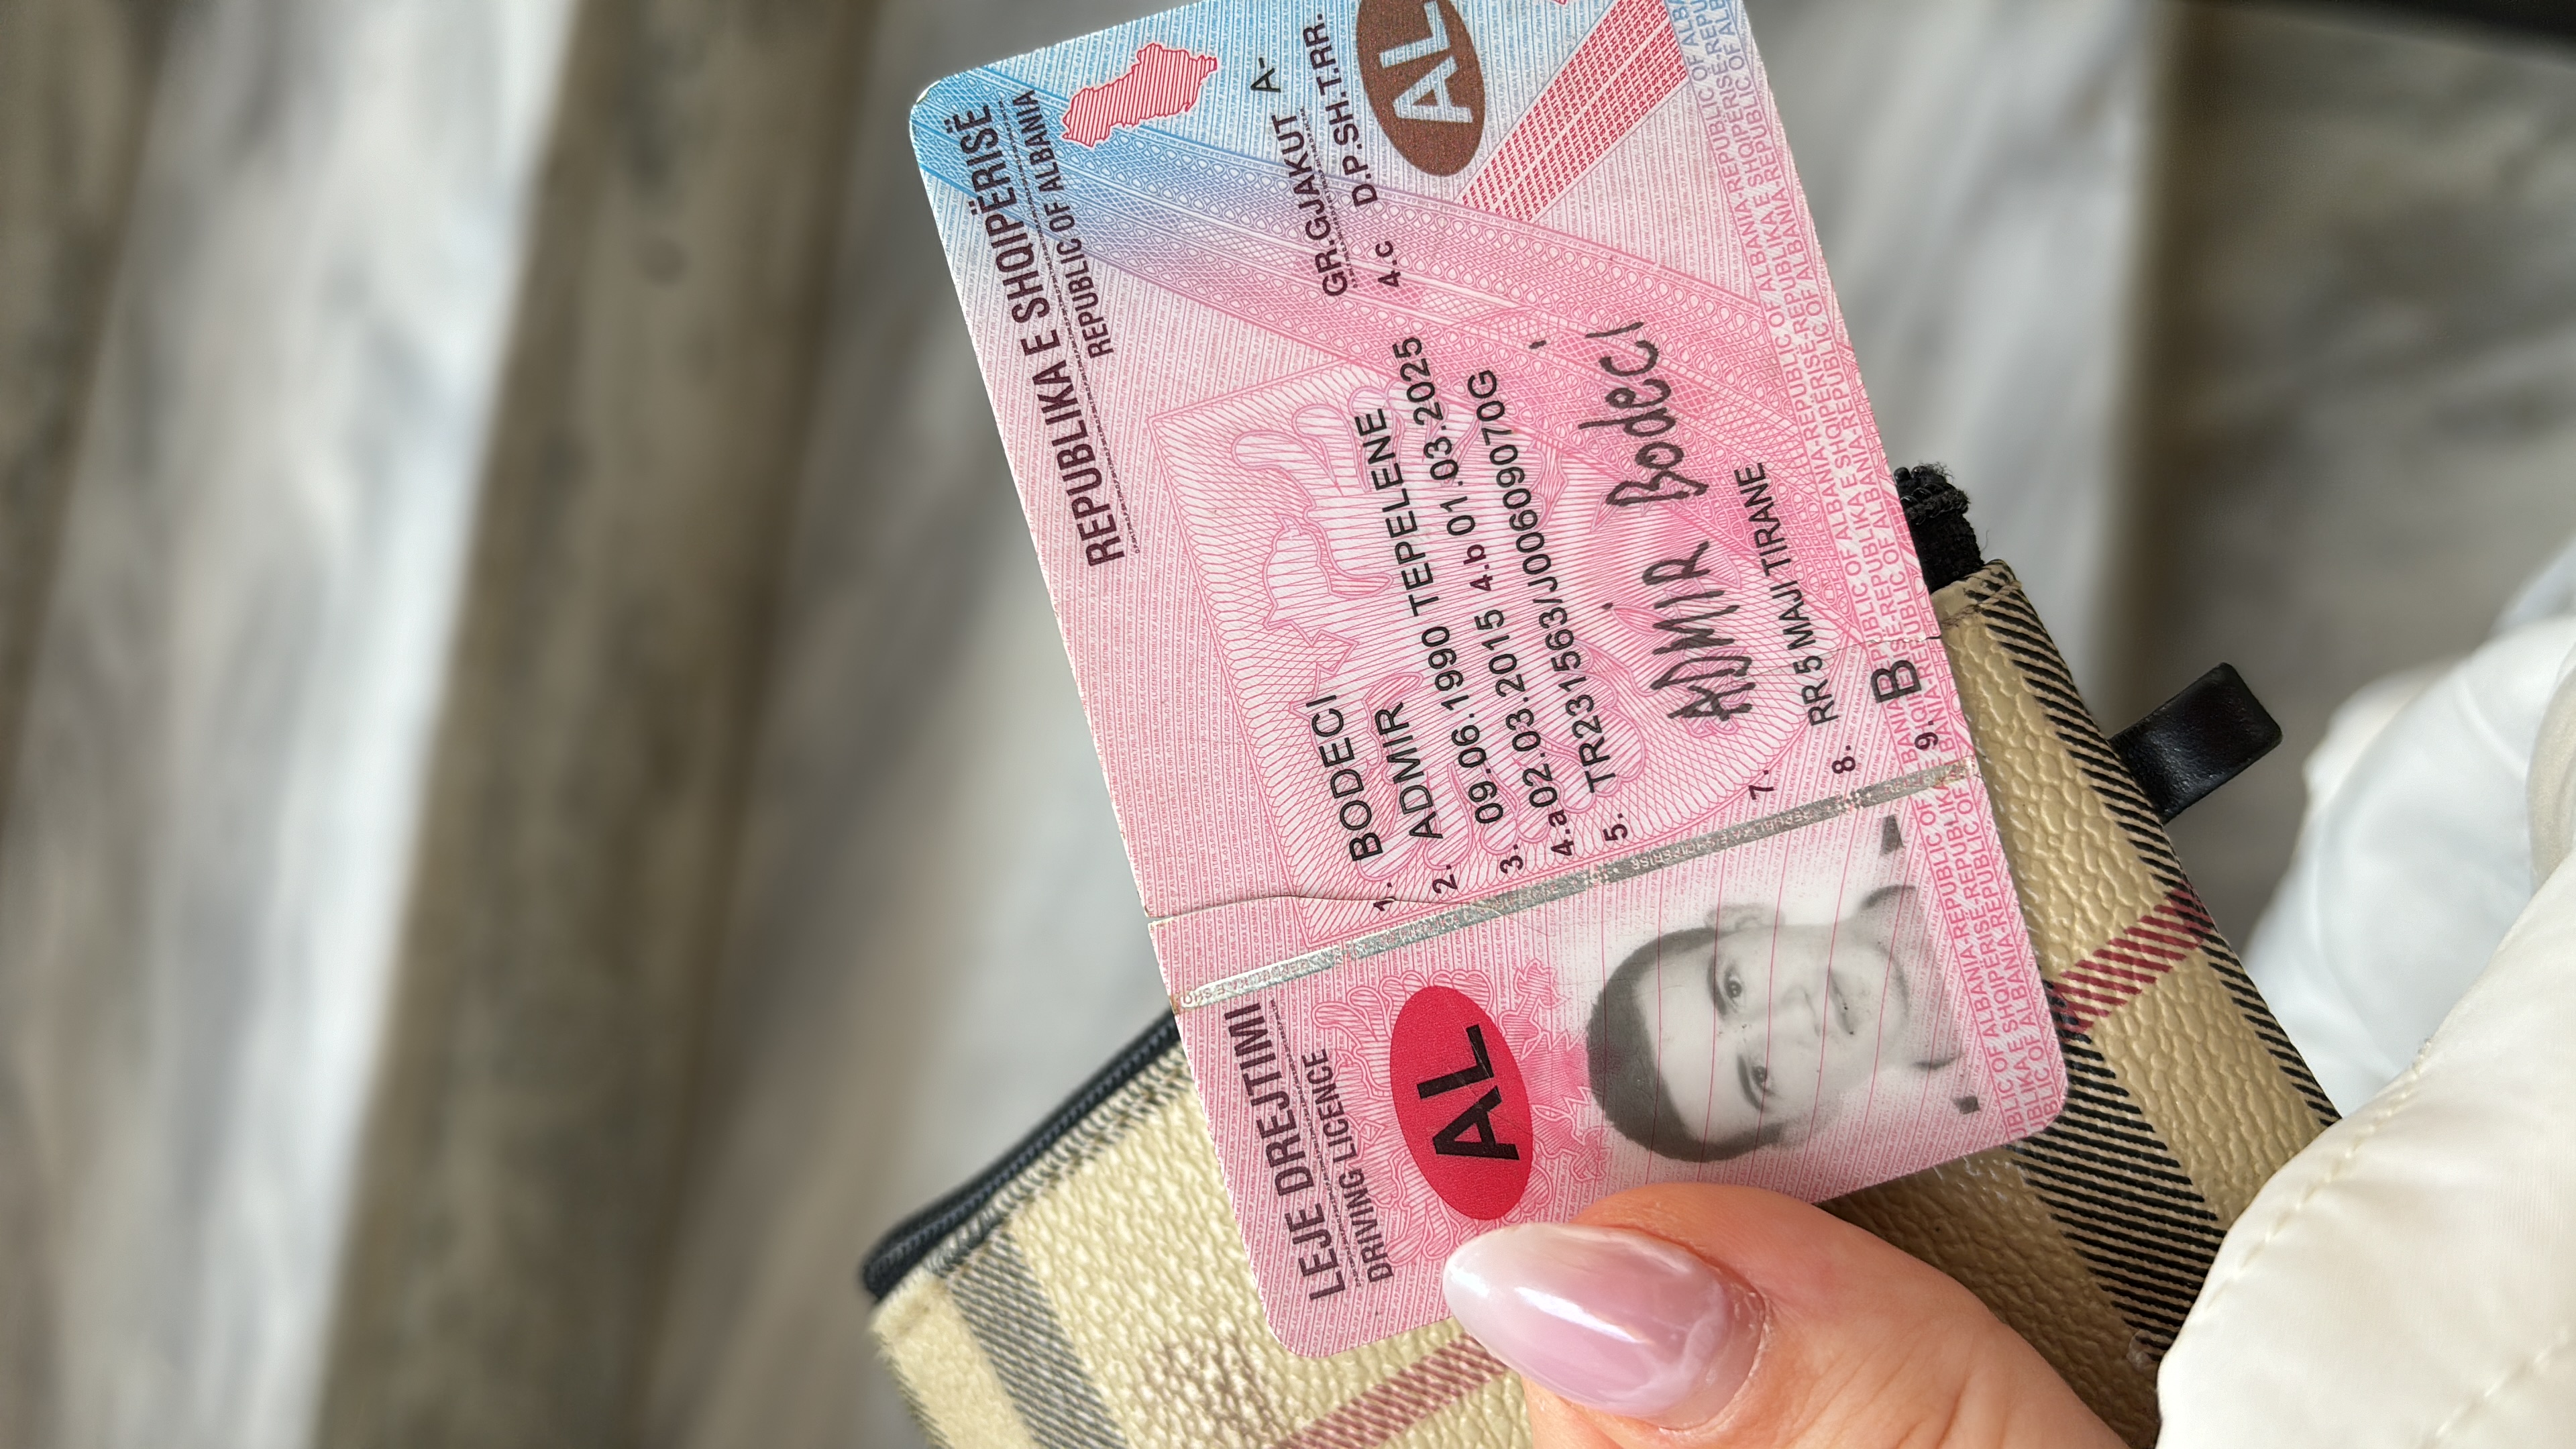 REPUBLIKA E SHQIPËRISË
REPUBLIC OF ALBANIA
LEJE DREJTIMI
DRIVING LICENCE
AL
GR.GJAKUT A-
4.c D.P.SH.T.RR.
AL
1. BODECI
2. ADMIR
3. 09.06.1990 TEPELENE
4.a 02.03.2015 4.b 01.03.2025
5. TR231563/J00609070G
7. ADMIR Bodeci
8. RR 5 MAJ TIRANE
9. B